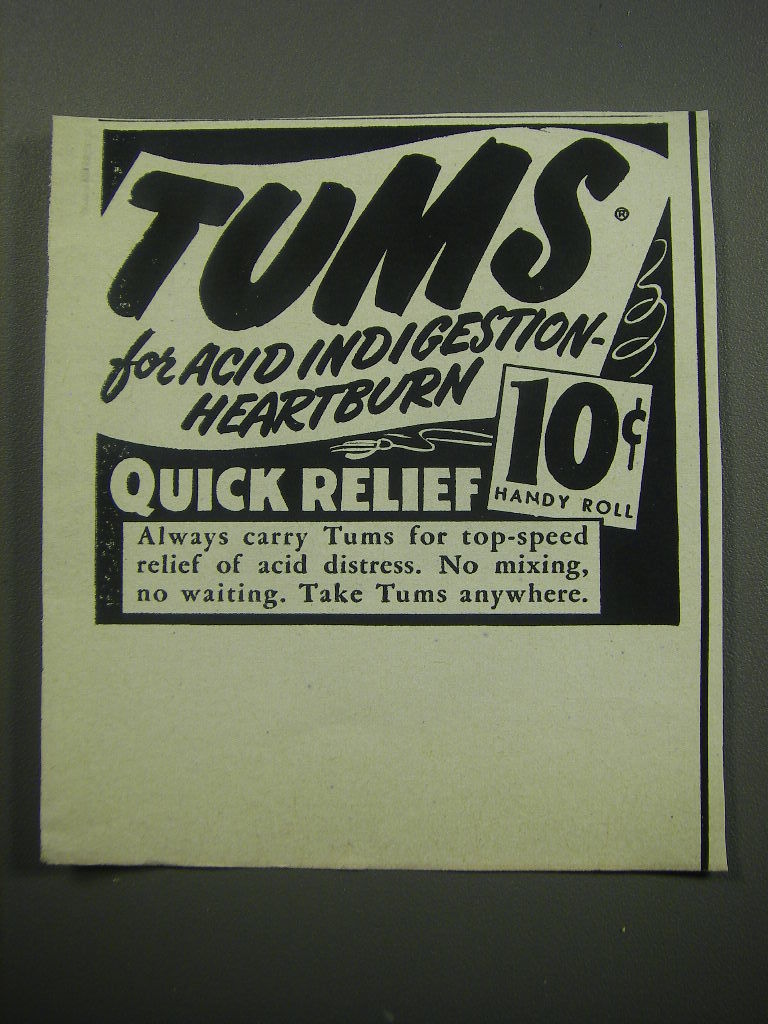 TUMS®
for ACID INDIGESTION-
HEARTBURN
10¢
HANDY ROLL
QUICK RELIEF
Always carry Tums for top-speed
relief of acid distress. No mixing,
no waiting. Take Tums anywhere.